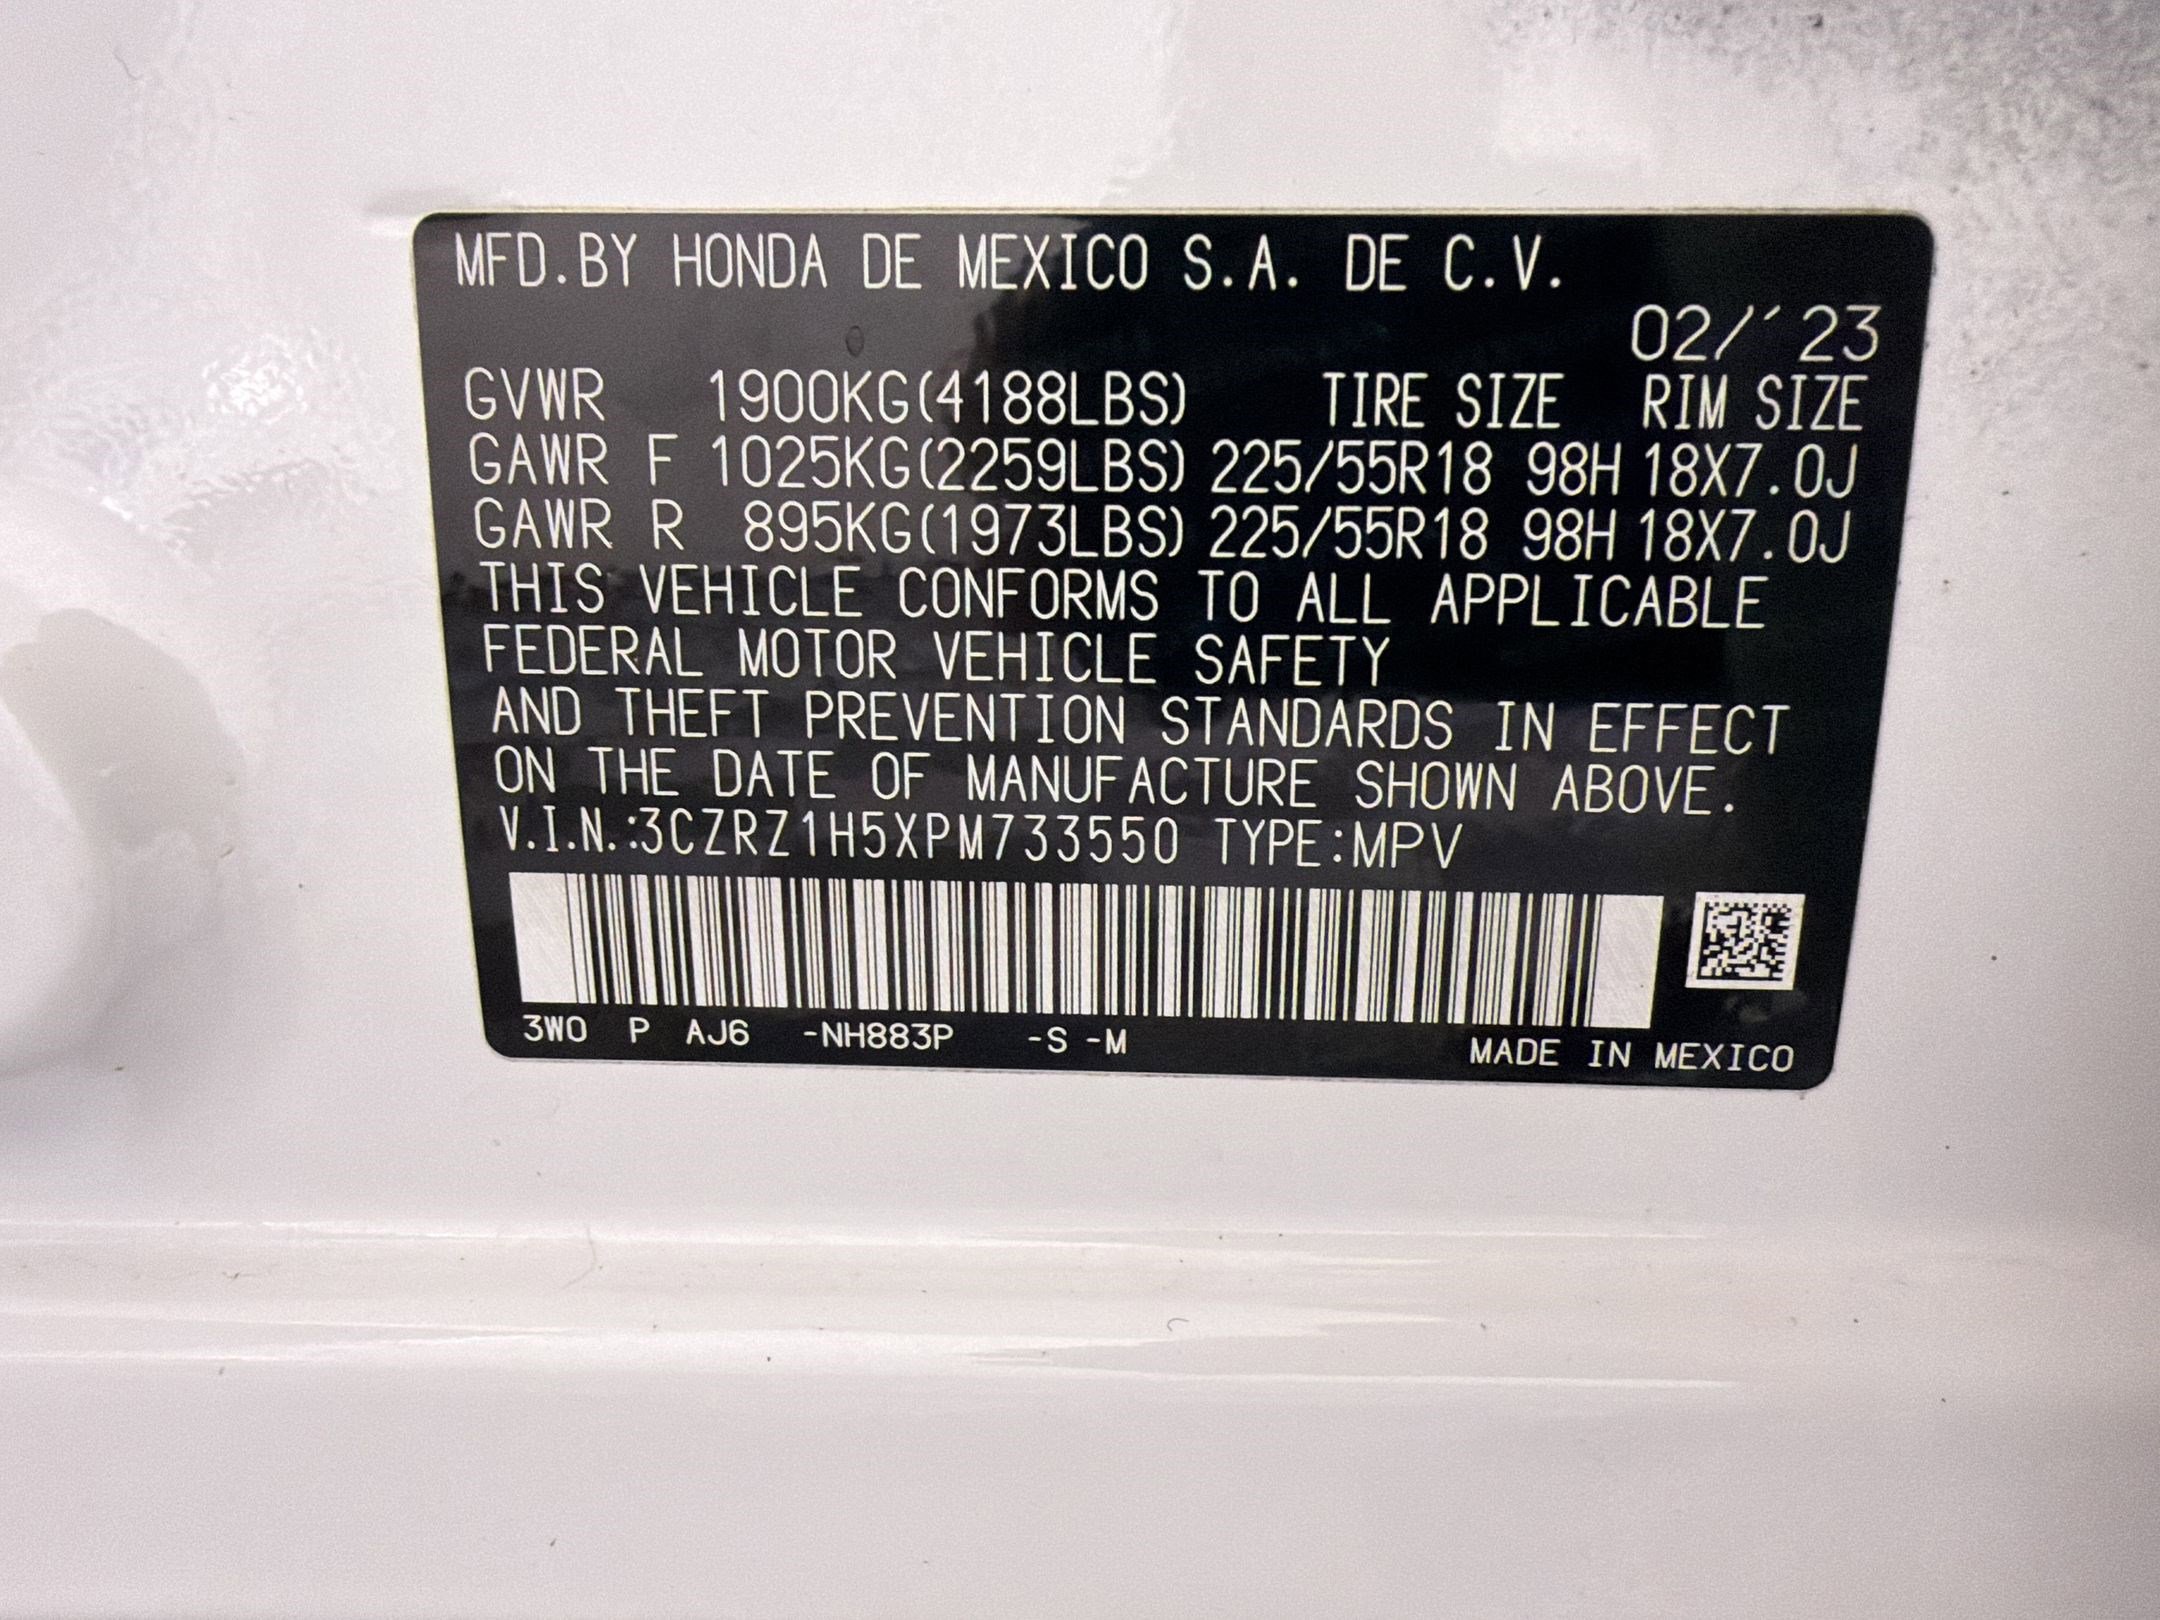 MFD.BY HONDA DE MEXICO S.A. DE C.V.
02/´23
GVWR 1900KG(4188LBS) TIRE SIZE RIM SIZE
GAWR F 1025KG(2259LBS) 225/55R18 98H 18X7.0J
GAWR R 895KG(1973LBS) 225/55R18 98H 18X7.0J
THIS VEHICLE CONFORMS TO ALL APPLICABLE
FEDERAL MOTOR VEHICLE SAFETY
AND THEFT PREVENTION STANDARDS IN EFFECT
ON THE DATE OF MANUFACTURE SHOWN ABOVE.
V.I.N.:3CZRZ1H5XPM733550 TYPE:MPV
3W0 P AJ6 -NH883P -S -M MADE IN MEXICO